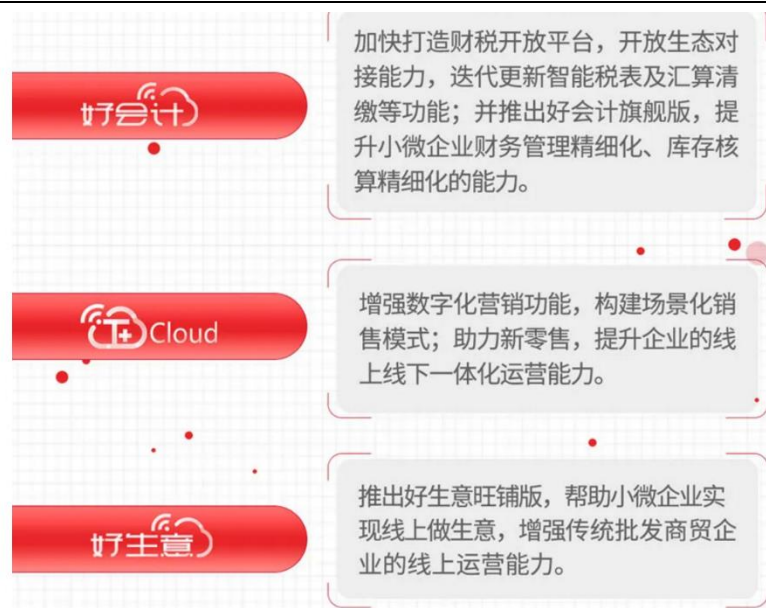 好会计
加快打造财税开放平台，开放生态对
接能力，迭代更新智能税表及汇算清
缴等功能；并推出好会计旗舰版，提
升小微企业财务管理精细化、库存核
算精细化的能力。
T+Cloud
增强数字化营销功能，构建场景化销
售模式；助力新零售，提升企业的线
上线下一体化运营能力。
好生意
推出好生意旺铺版，帮助小微企业实
现线上做生意，增强传统批发商贸企
业的线上运营能力。